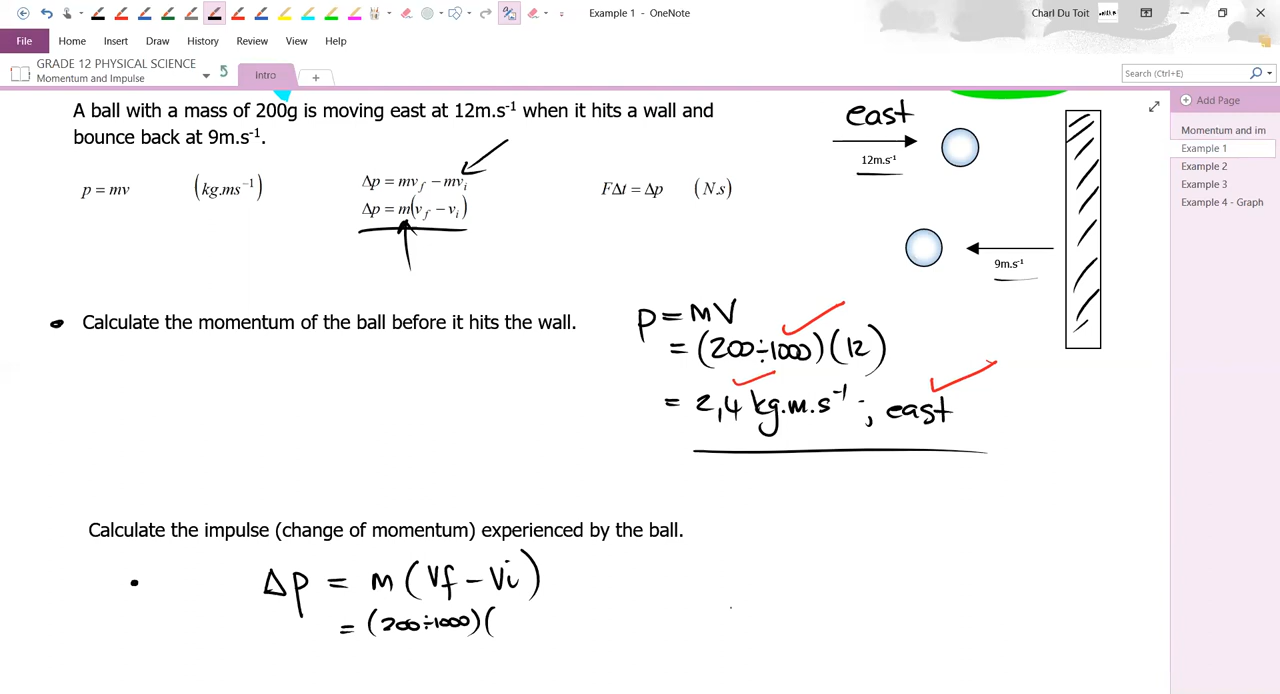 Example 1 - OneNote
Charl Du Toit
File Home Insert Draw History Review View Help
GRADE 12 PHYSICAL SCIENCE
Momentum and Impulse
Intro
+
Search (Ctrl+E)
Add Page
Momentum and im
Example 1
Example 2
Example 3
Example 4 - Graph
A ball with a mass of 200g is moving east at 12m.s⁻¹ when it hits a wall and
bounce back at 9m.s⁻¹.
p = mv (kg.ms⁻¹)
Δp = mv_f − mv_i
Δp = m(v_f − v_i)
FΔt = Δp (N.s)
east
12m.s⁻¹
9m.s⁻¹
Calculate the momentum of the ball before it hits the wall.
p = mV
= (200÷1000)(12)
= 2,4 kg.m.s⁻¹ ; east
Calculate the impulse (change of momentum) experienced by the ball.
Δp = m(Vf − Vi)
= (200÷1000)(